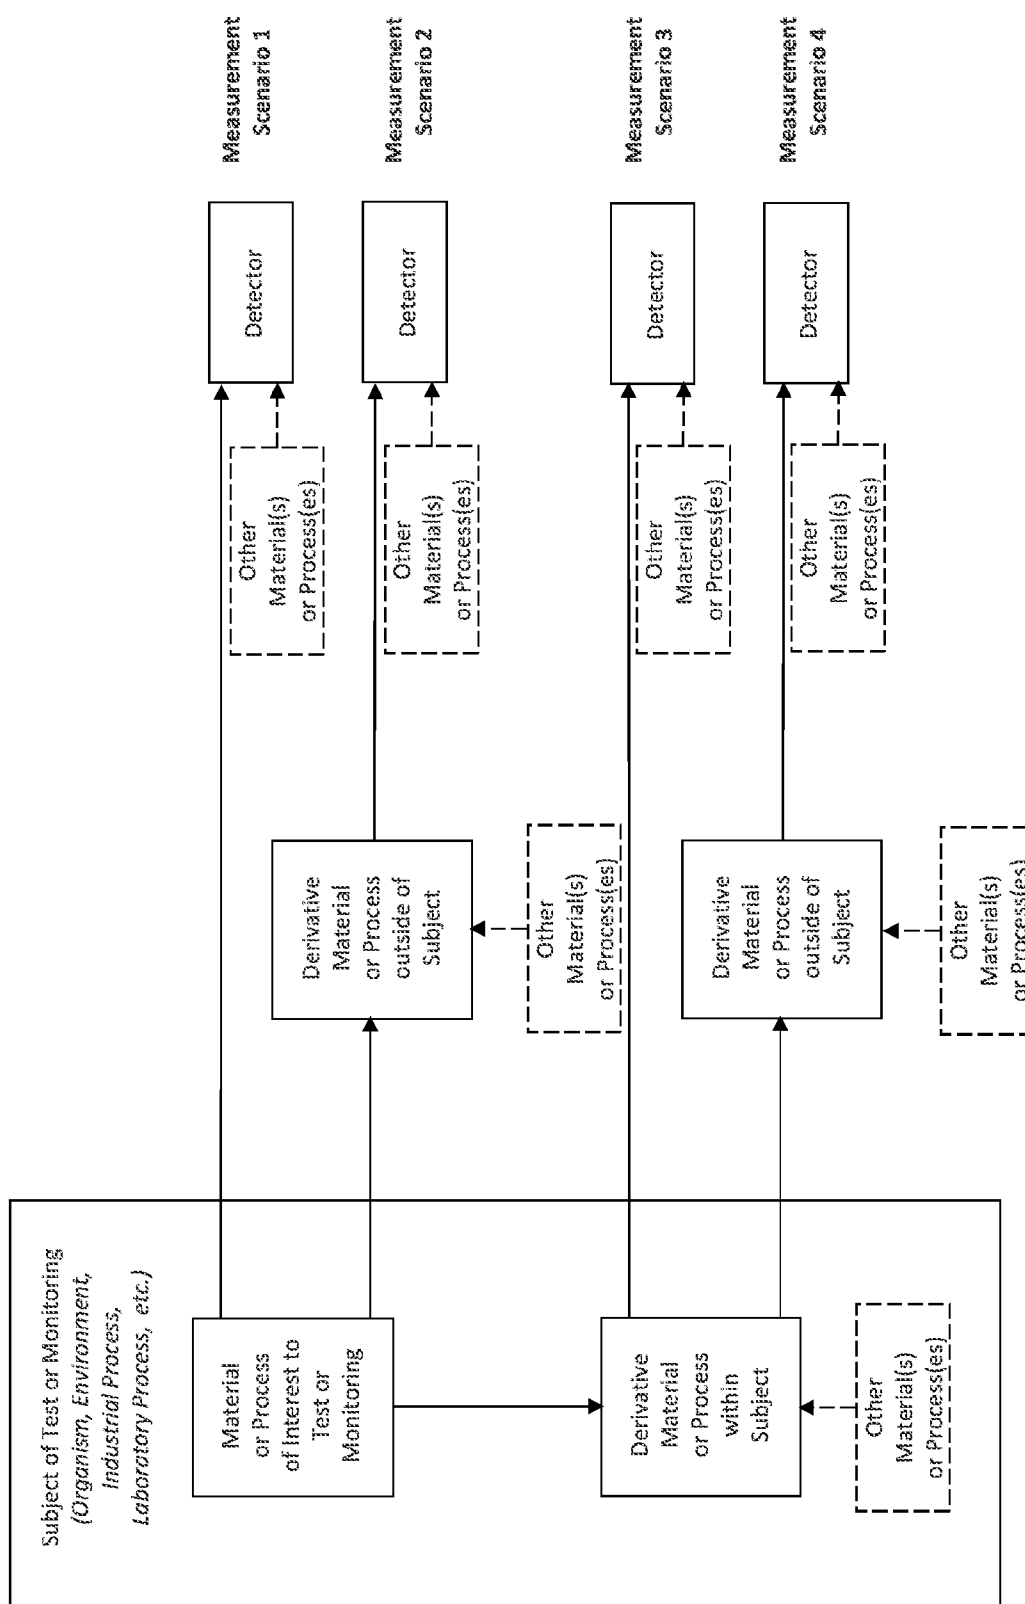 Subject of Test or Monitoring
(Organism, Environment,
Industrial Process,
Laboratory Process, etc.)
Material
or Process
of Interest to
Test or
Monitoring
Derivative
Material
or Process
within
Subject
Other
Material(s)
or Process(es)
Derivative
Material
or Process
outside of
Subject
Other
Material(s)
or Process(es)
Derivative
Material
or Process
outside of
Subject
Other
Material(s)
or Process(es)
Other
Material(s)
or Process(es)
Detector
Measurement
Scenario 1
Other
Material(s)
or Process(es)
Detector
Measurement
Scenario 2
Other
Material(s)
or Process(es)
Detector
Measurement
Scenario 3
Other
Material(s)
or Process(es)
Detector
Measurement
Scenario 4